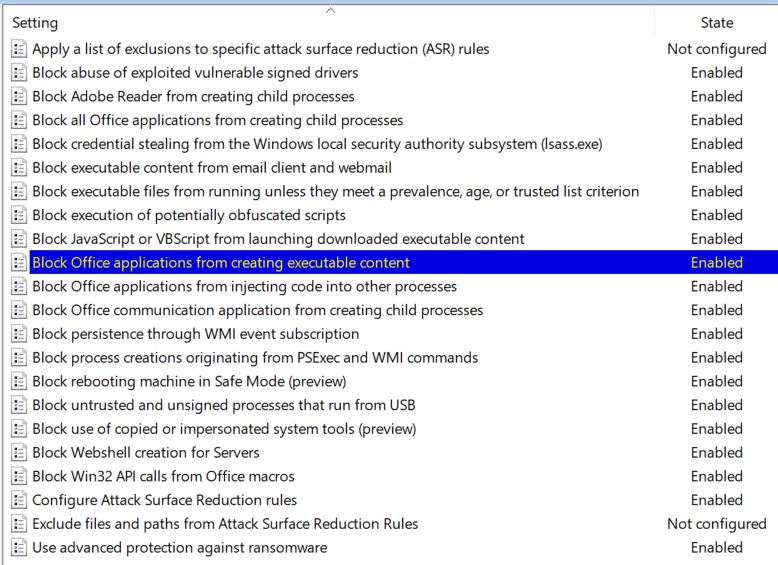 Setting State
Apply a list of exclusions to specific attack surface reduction (ASR) rules Not configured
Block abuse of exploited vulnerable signed drivers Enabled
Block Adobe Reader from creating child processes Enabled
Block all Office applications from creating child processes Enabled
Block credential stealing from the Windows local security authority subsystem (lsass.exe) Enabled
Block executable content from email client and webmail Enabled
Block executable files from running unless they meet a prevalence, age, or trusted list criterion Enabled
Block execution of potentially obfuscated scripts Enabled
Block JavaScript or VBScript from launching downloaded executable content Enabled
Block Office applications from creating executable content Enabled
Block Office applications from injecting code into other processes Enabled
Block Office communication application from creating child processes Enabled
Block persistence through WMI event subscription Enabled
Block process creations originating from PSExec and WMI commands Enabled
Block rebooting machine in Safe Mode (preview) Enabled
Block untrusted and unsigned processes that run from USB Enabled
Block use of copied or impersonated system tools (preview) Enabled
Block Webshell creation for Servers Enabled
Block Win32 API calls from Office macros Enabled
Configure Attack Surface Reduction rules Enabled
Exclude files and paths from Attack Surface Reduction Rules Not configured
Use advanced protection against ransomware Enabled